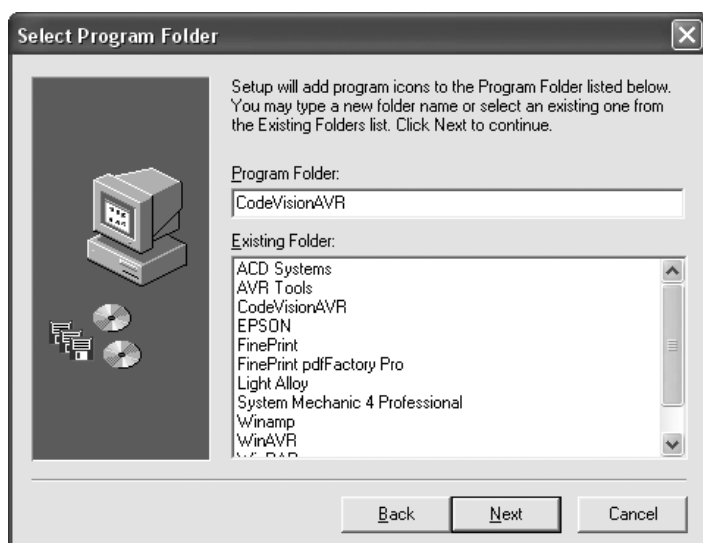 Select Program Folder
Setup will add program icons to the Program Folder listed below.
You may type a new folder name or select an existing one from
the Existing Folders list. Click Next to continue.
Program Folder:
CodeVisionAVR
Existing Folder:
ACD Systems
AVR Tools
CodeVisionAVR
EPSON
FinePrint
FinePrint pdfFactory Pro
Light Alloy
System Mechanic 4 Professional
Winamp
WinAVR
WinRAR
Back
Next
Cancel